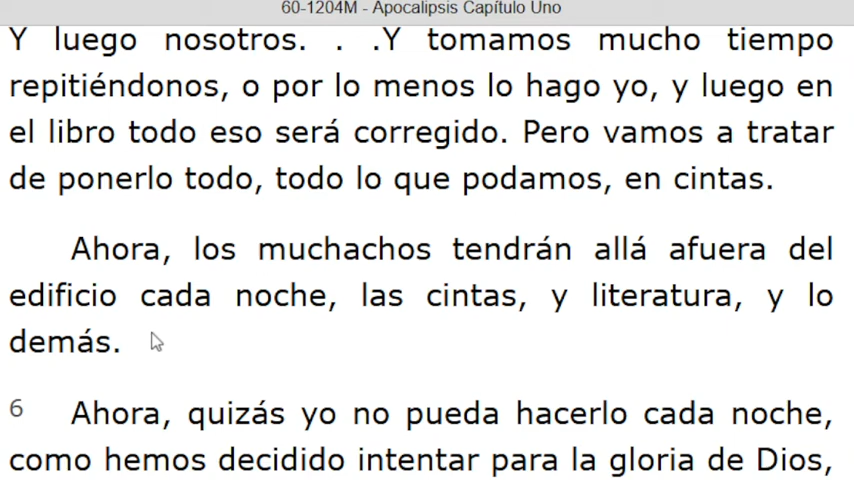 60-1204M - Apocalipsis Capítulo Uno
Y luego nosotros. . .Y tomamos mucho tiempo
repitiéndonos, o por lo menos lo hago yo, y luego en
el libro todo eso será corregido. Pero vamos a tratar
de ponerlo todo, todo lo que podamos, en cintas.
Ahora, los muchachos tendrán allá afuera del
edificio cada noche, las cintas, y literatura, y lo
demás.
6 Ahora, quizás yo no pueda hacerlo cada noche,
como hemos decidido intentar para la gloria de Dios,